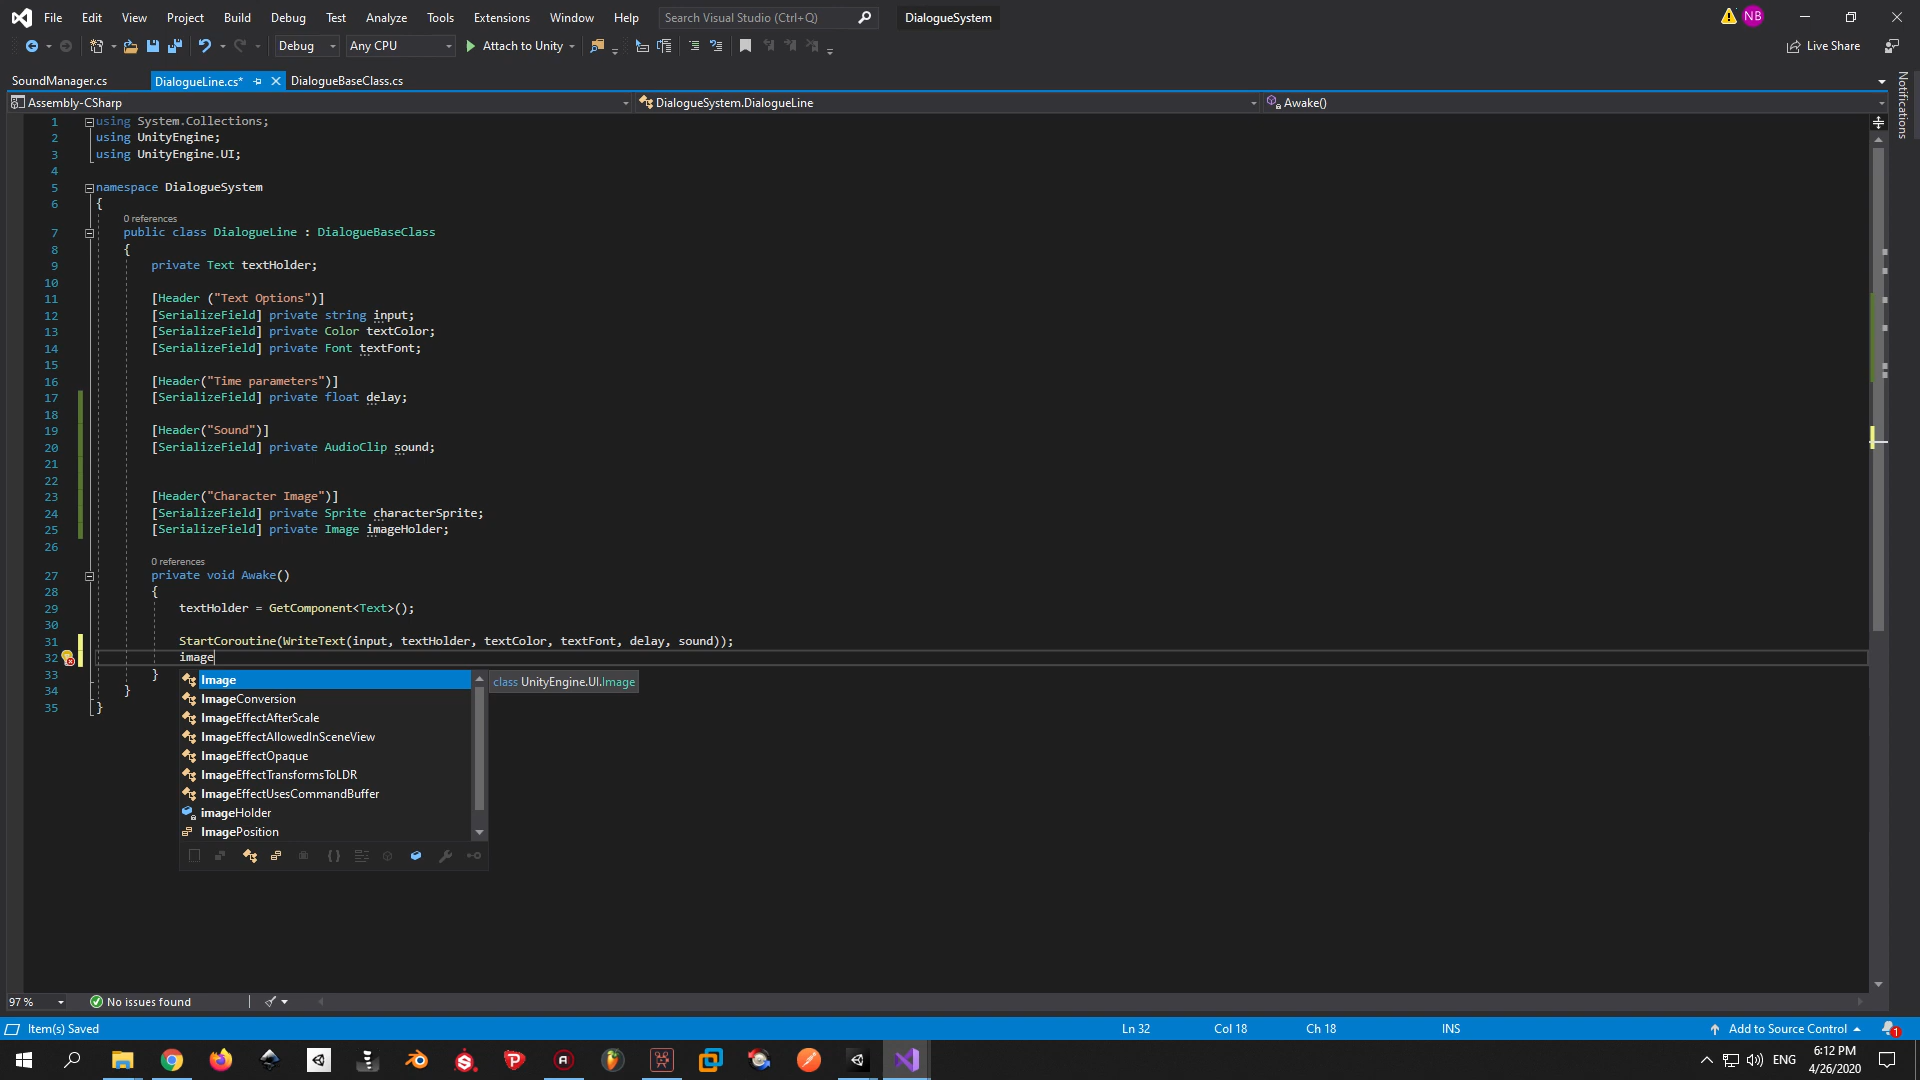 File Edit View Project Build Debug Test Analyze Tools Extensions Window Help Search Visual Studio (Ctrl+Q) DialogueSystem NB
Debug Any CPU Attach to Unity Live Share
SoundManager.cs DialogueLine.cs* DialogueBaseClass.cs
Assembly-CSharp DialogueSystem.DialogueLine Awake()
Notifications
1 using System.Collections;
2 using UnityEngine;
3 using UnityEngine.UI;
4
5 namespace DialogueSystem
6 {
0 references
7 public class DialogueLine : DialogueBaseClass
8 {
9 private Text textHolder;
10
11 [Header ("Text Options")]
12 [SerializeField] private string input;
13 [SerializeField] private Color textColor;
14 [SerializeField] private Font textFont;
15
16 [Header("Time parameters")]
17 [SerializeField] private float delay;
18
19 [Header("Sound")]
20 [SerializeField] private AudioClip sound;
21
22
23 [Header("Character Image")]
24 [SerializeField] private Sprite characterSprite;
25 [SerializeField] private Image imageHolder;
26
0 references
27 private void Awake()
28 {
29 textHolder = GetComponent<Text>();
30
31 StartCoroutine(WriteText(input, textHolder, textColor, textFont, delay, sound));
32 image
33 }
34 }
35 }
Image
ImageConversion
ImageEffectAfterScale
ImageEffectAllowedInSceneView
ImageEffectOpaque
ImageEffectTransformsToLDR
ImageEffectUsesCommandBuffer
imageHolder
ImagePosition
class UnityEngine.UI.Image
97 % No issues found
Item(s) Saved Ln 32 Col 18 Ch 18 INS Add to Source Control 1
ENG 6:12 PM
4/26/2020